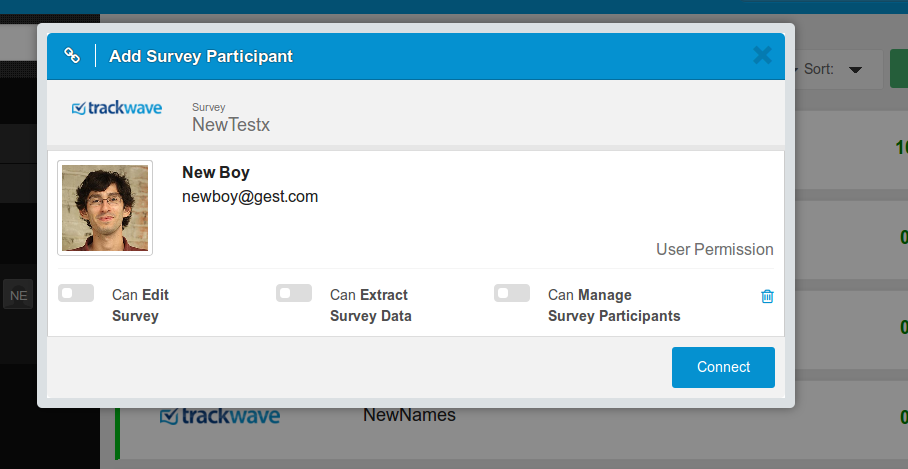 Add Survey Participant
Sort:
trackwave
Survey
NewTestx
New Boy
newboy@gest.com
User Permission
NE
Can Edit
Survey
Can Extract
Survey Data
Can Manage
Survey Participants
Connect
trackwave
NewNames